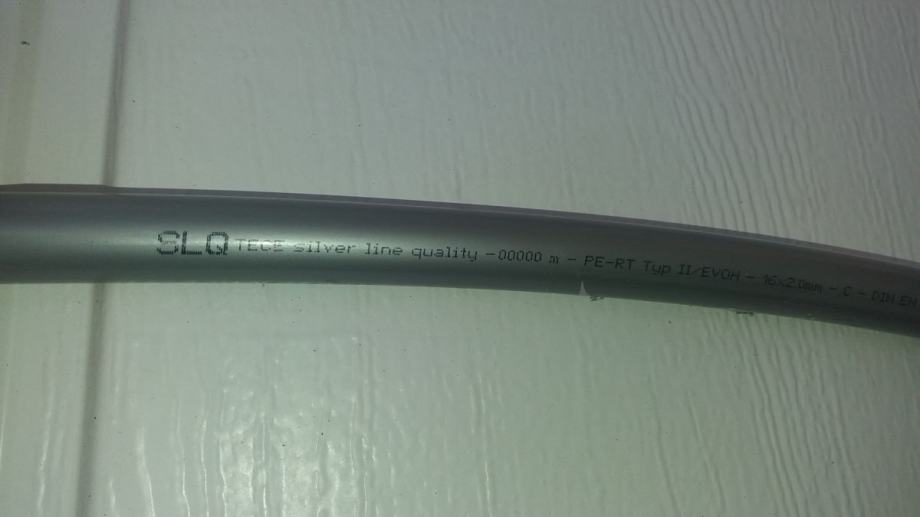 SLQ TECE silver line quality -00000 m - PE-RT Typ II/EVOH - 16x2.0mm - C - DIN EN